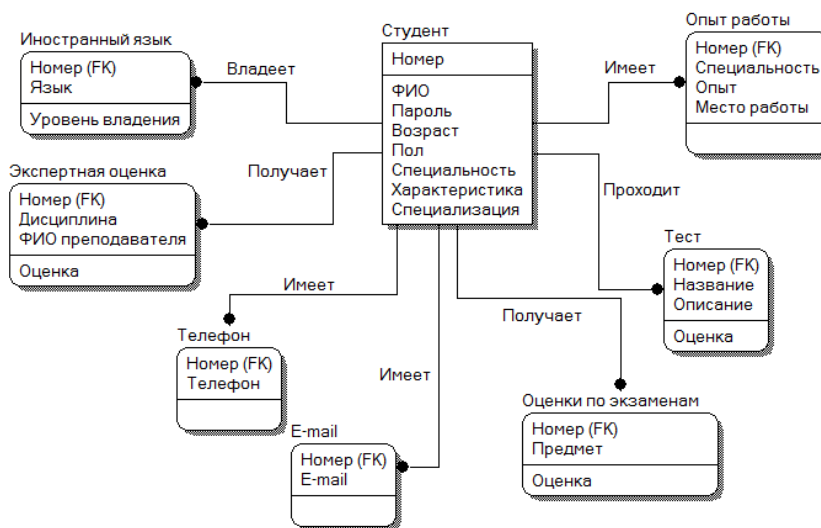 Иностранный язык
Номер (FK)
Язык
Уровень владения
Владеет
Студент
Номер
ФИО
Пароль
Возраст
Пол
Специальность
Характеристика
Специализация
Имеет
Опыт работы
Номер (FK)
Специальность
Опыт
Место работы
Экспертная оценка
Номер (FK)
Дисциплина
ФИО преподавателя
Оценка
Получает
Проходит
Тест
Номер (FK)
Название
Описание
Оценка
Имеет
Телефон
Номер (FK)
Телефон
Имеет
E-mail
Номер (FK)
E-mail
Получает
Оценки по экзаменам
Номер (FK)
Предмет
Оценка